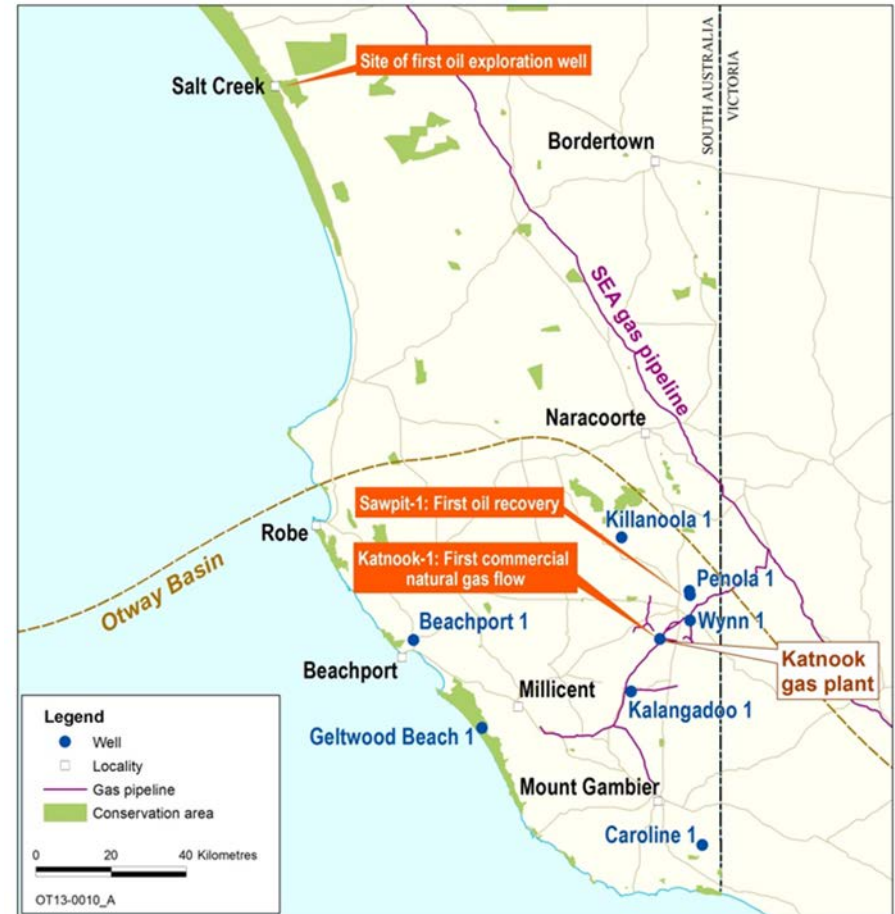 Site of first oil exploration well
Salt Creek
SOUTH AUSTRALIA
VICTORIA
Bordertown
SEA gas pipeline
Naracoorte
Sawpit-1: First oil recovery
Killanoola 1
Robe
Katnook-1: First commercial
natural gas flow
Penola 1
Otway Basin
Wynn 1
Beachport 1
Beachport
Katnook
gas plant
Millicent
Kalangadoo 1
Geltwood Beach 1
Mount Gambier
Caroline 1
Legend
Well
Locality
Gas pipeline
Conservation area
0 20 40 Kilometres
OT13-0010_A